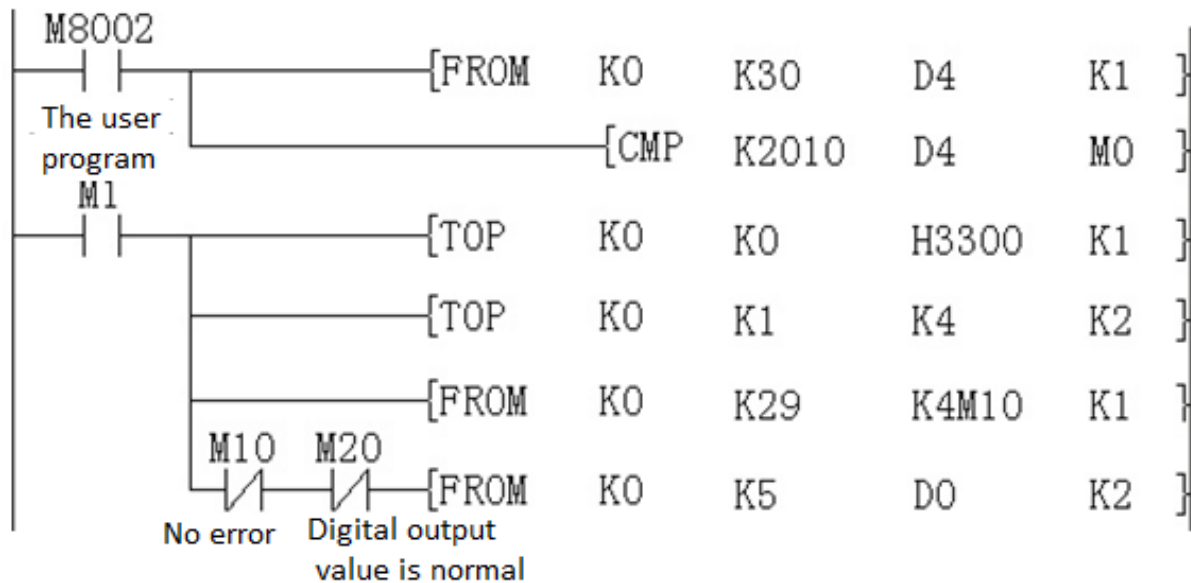 M8002
[FROM K0 K30 D4 K1 }
The user
program
[CMP K2010 D4 M0 }
M1
[TOP K0 K0 H3300 K1 }
[TOP K0 K1 K4 K2 }
[FROM K0 K29 K4M10 K1 }
M10 M20
[FROM K0 K5 D0 K2 }
No error Digital output
value is normal